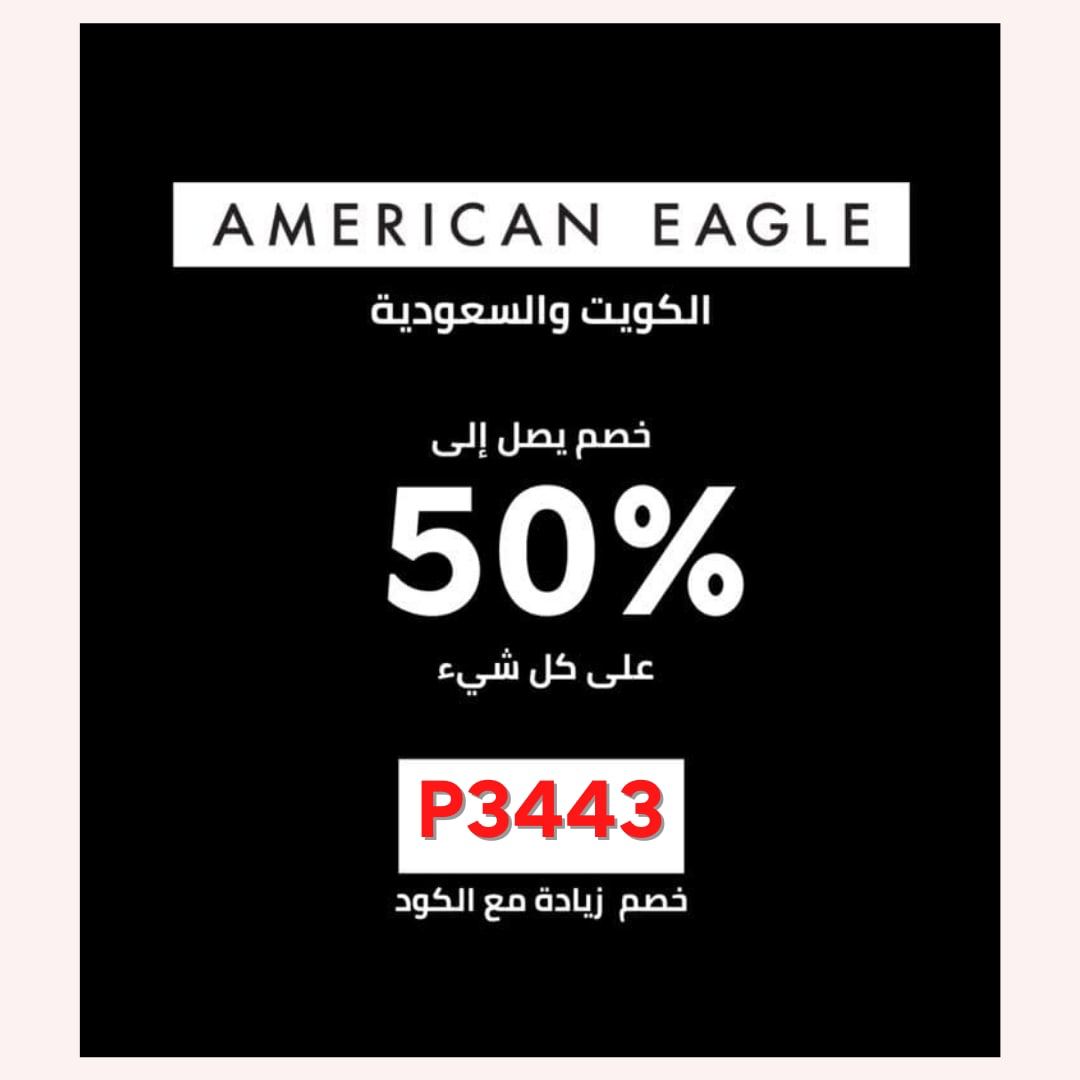 AMERICAN EAGLE
الكويت والسعودية
خصم يصل إلى
50%
على كل شيء
P3443
خصم زيادة مع الكود